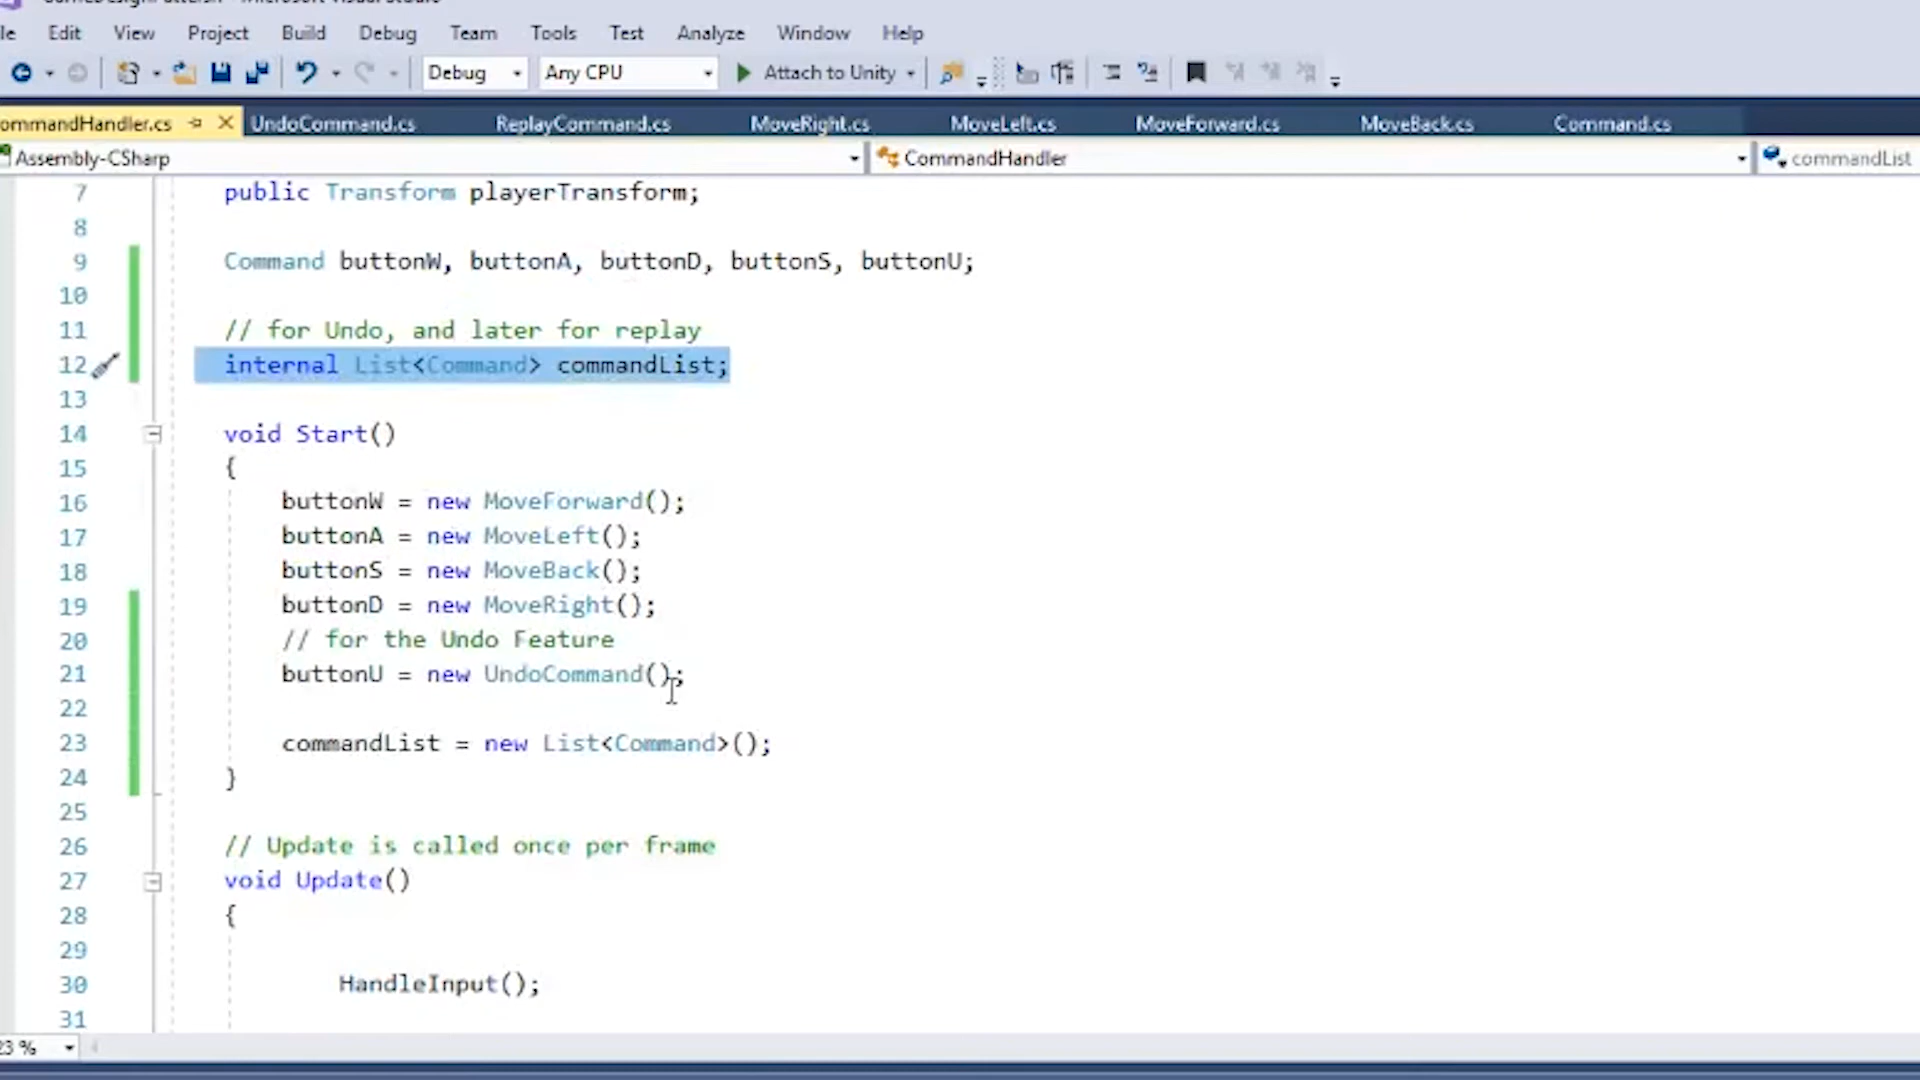 Edit View Project Build Debug Team Tools Test Analyze Window Help
Debug Any CPU Attach to Unity
ommandHandler.cs UndoCommand.cs ReplayCommand.cs MoveRight.cs MoveLeft.cs MoveForward.cs MoveBack.cs Command.cs
Assembly-CSharp CommandHandler commandList
7 public Transform playerTransform;
8
9 Command buttonW, buttonA, buttonD, buttonS, buttonU;
10
11 // for Undo, and later for replay
12 internal List<Command> commandList;
13
14 void Start()
15 {
16 buttonW = new MoveForward();
17 buttonA = new MoveLeft();
18 buttonS = new MoveBack();
19 buttonD = new MoveRight();
20 // for the Undo Feature
21 buttonU = new UndoCommand();
22
23 commandList = new List<Command>();
24 }
25
26 // Update is called once per frame
27 void Update()
28 {
29
30 HandleInput();
31
23 %